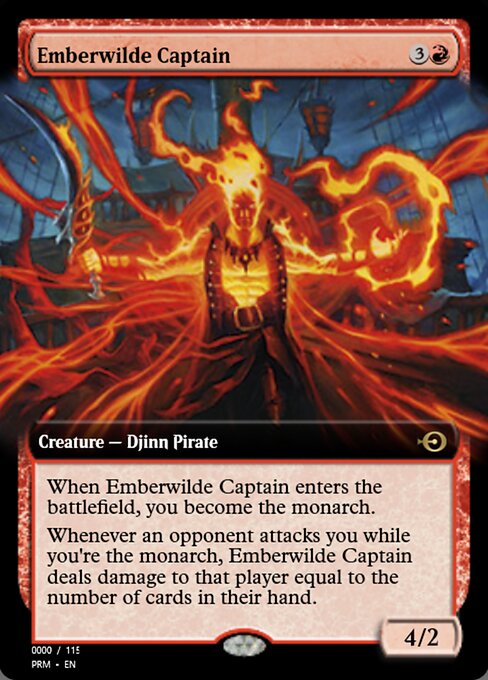 Emberwilde Captain 3
Creature — Djinn Pirate
When Emberwilde Captain enters the
battlefield, you become the monarch.
Whenever an opponent attacks you while
you're the monarch, Emberwilde Captain
deals damage to that player equal to the
number of cards in their hand.
4/2
0000 / 115
PRM • EN